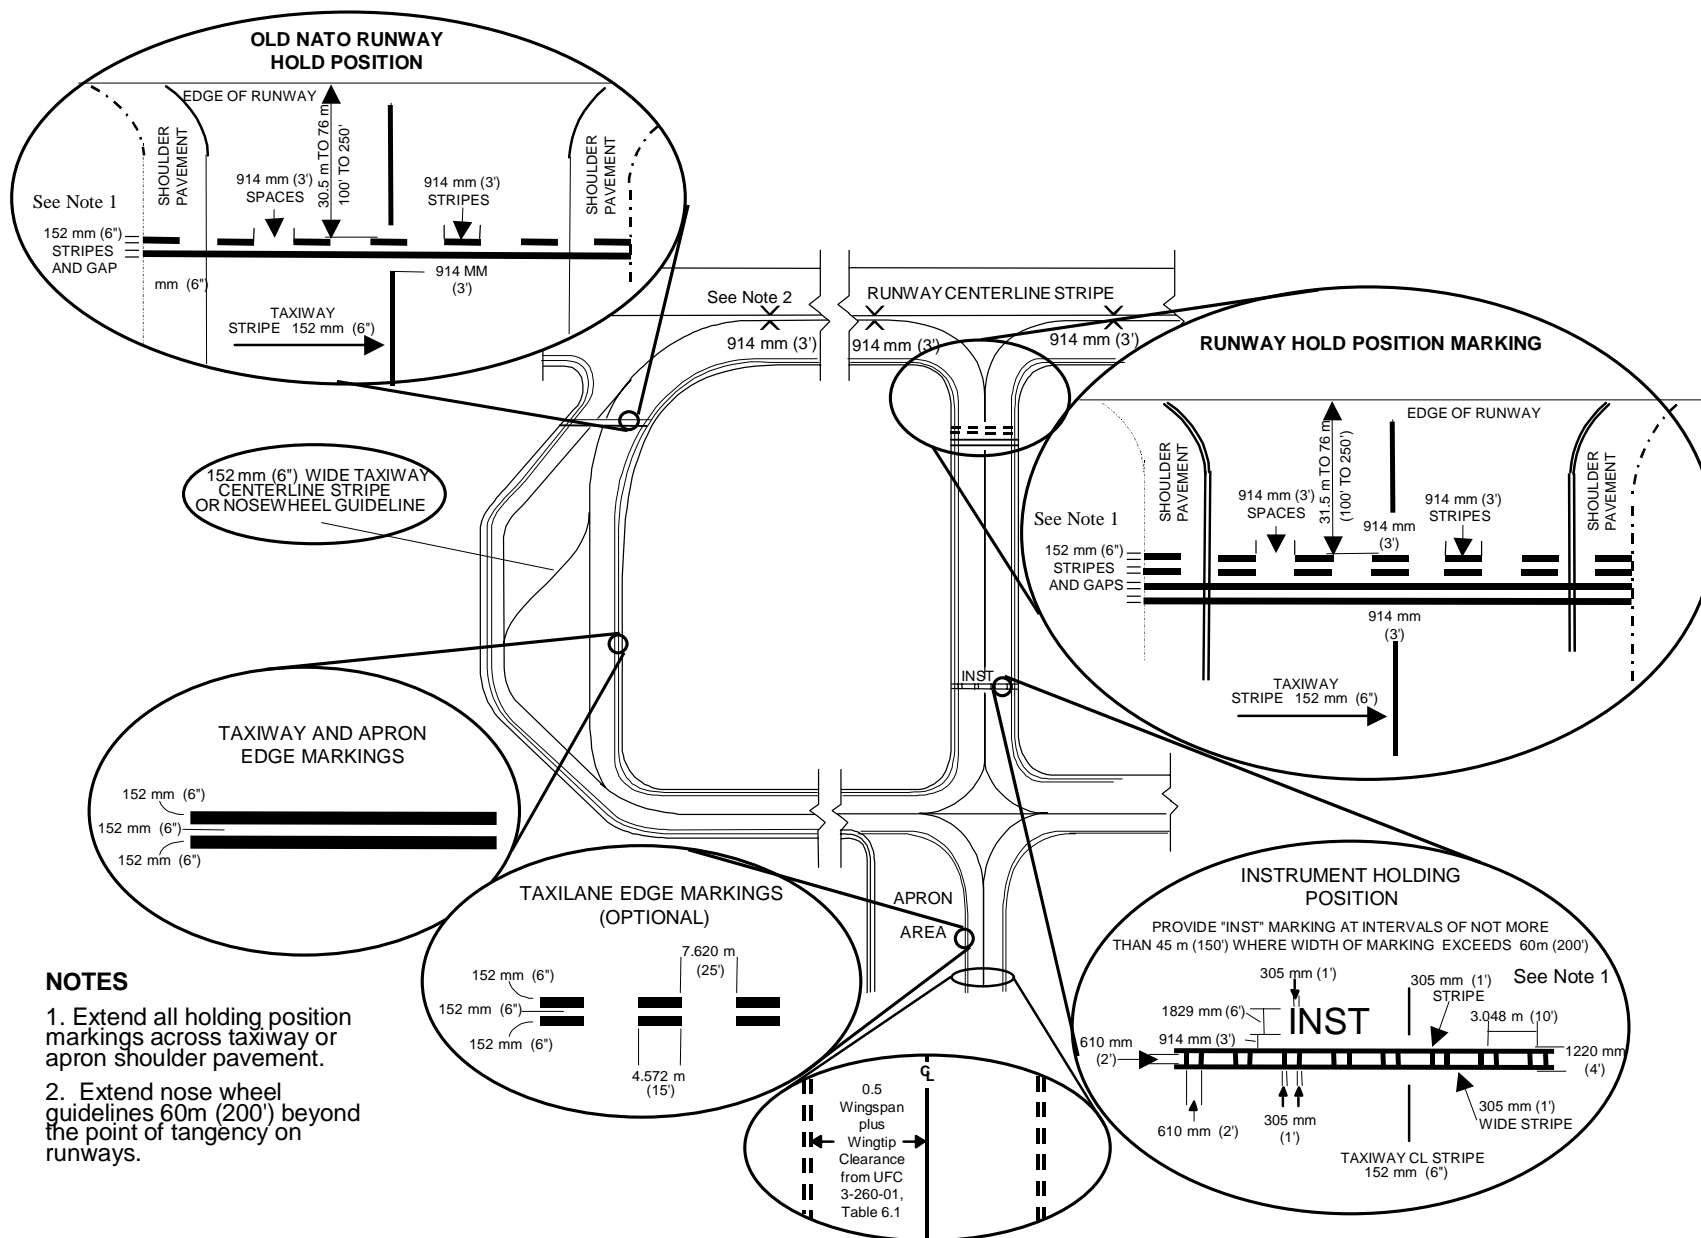 OLD NATO RUNWAY
HOLD POSITION
EDGE OF RUNWAY
SHOULDER
PAVEMENT
30.5 m TO 76 m
100' TO 250'
SHOULDER
PAVEMENT
914 mm (3')
SPACES
914 mm (3')
STRIPES
See Note 1
152 mm (6")
STRIPES
AND GAP
mm (6")
914 MM
(3')
TAXIWAY
STRIPE 152 mm (6")
See Note 2
RUNWAY CENTERLINE STRIPE
914 mm (3')
914 mm (3')
914 mm (3')
RUNWAY HOLD POSITION MARKING
EDGE OF RUNWAY
SHOULDER
PAVEMENT
31.5 m TO 76 m
(100' TO 250')
SHOULDER
PAVEMENT
914 mm (3')
SPACES
914 mm (3')
STRIPES
914 mm
(3')
See Note 1
152 mm (6")
STRIPES
AND GAPS
914 mm
(3')
TAXIWAY
STRIPE 152 mm (6")
152 mm (6") WIDE TAXIWAY
CENTERLINE STRIPE
OR NOSEWHEEL GUIDELINE
INST
TAXIWAY AND APRON
EDGE MARKINGS
152 mm (6")
152 mm (6")
152 mm (6")
TAXILANE EDGE MARKINGS
(OPTIONAL)
7.620 m
(25')
152 mm (6")
152 mm (6")
152 mm (6")
4.572 m
(15')
APRON
AREA
INSTRUMENT HOLDING
POSITION
PROVIDE "INST" MARKING AT INTERVALS OF NOT MORE
THAN 45 m (150') WHERE WIDTH OF MARKING EXCEEDS 60m (200')
305 mm (1')
See Note 1
305 mm (1')
STRIPE
1829 mm (6')
INST
3.048 m (10')
914 mm (3')
610 mm
(2')
1220 mm
(4')
305 mm (1')
WIDE STRIPE
610 mm (2')
305 mm
(1')
TAXIWAY CL STRIPE
152 mm (6")
CL
0.5
Wingspan
plus
Wingtip
Clearance
from UFC
3-260-01,
Table 6.1
NOTES
1. Extend all holding position
markings across taxiway or
apron shoulder pavement.
2. Extend nose wheel
guidelines 60m (200') beyond
the point of tangency on
runways.